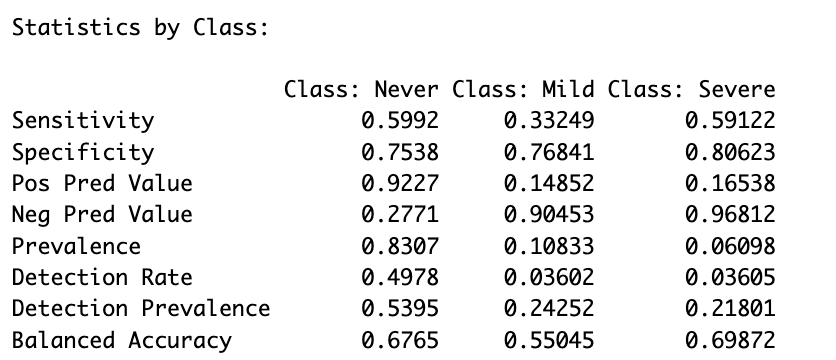 Statistics by Class:
Class: Never Class: Mild Class: Severe
Sensitivity 0.5992 0.33249 0.59122
Specificity 0.7538 0.76841 0.80623
Pos Pred Value 0.9227 0.14852 0.16538
Neg Pred Value 0.2771 0.90453 0.96812
Prevalence 0.8307 0.10833 0.06098
Detection Rate 0.4978 0.03602 0.03605
Detection Prevalence 0.5395 0.24252 0.21801
Balanced Accuracy 0.6765 0.55045 0.69872